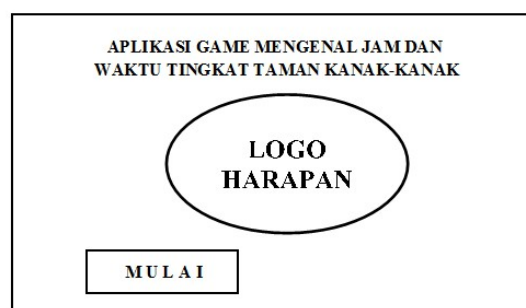 APLIKASI GAME MENGENAL JAM DAN
WAKTU TINGKAT TAMAN KANAK-KANAK
LOGO
HARAPAN
M U L A I